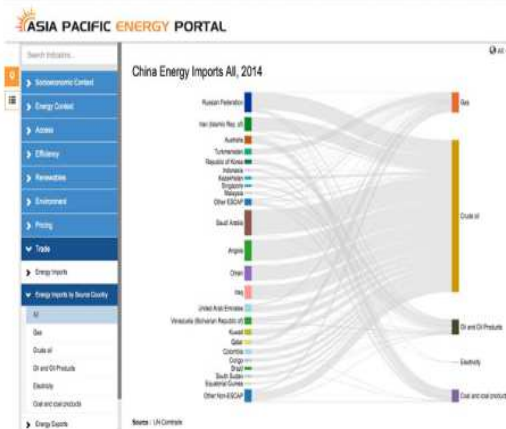 ASIA PACIFIC ENERGY PORTAL
Search Indicators...
All
Socioeconomic Context
Energy Context
Access
Efficiency
Renewables
Environment
Pricing
Trade
Energy Imports
Energy Imports by Source Country
All
Gas
Crude oil
Oil and Oil Products
Electricity
Coal and coal products
Energy Exports
China Energy Imports All, 2014
Russian Federation
Iran (Islamic Rep. of)
Australia
Turkmenistan
Republic of Korea
Indonesia
Kazakhstan
Singapore
Malaysia
Other ESCAP
Saudi Arabia
Angola
Oman
Iraq
United Arab Emirates
Venezuela (Bolivarian Republic of)
Kuwait
Qatar
Colombia
Congo
Brazil
South Sudan
Equatorial Guinea
Other Non-ESCAP
Gas
Crude oil
Oil and Oil Products
Electricity
Coal and coal products
Source : UN Comtrade